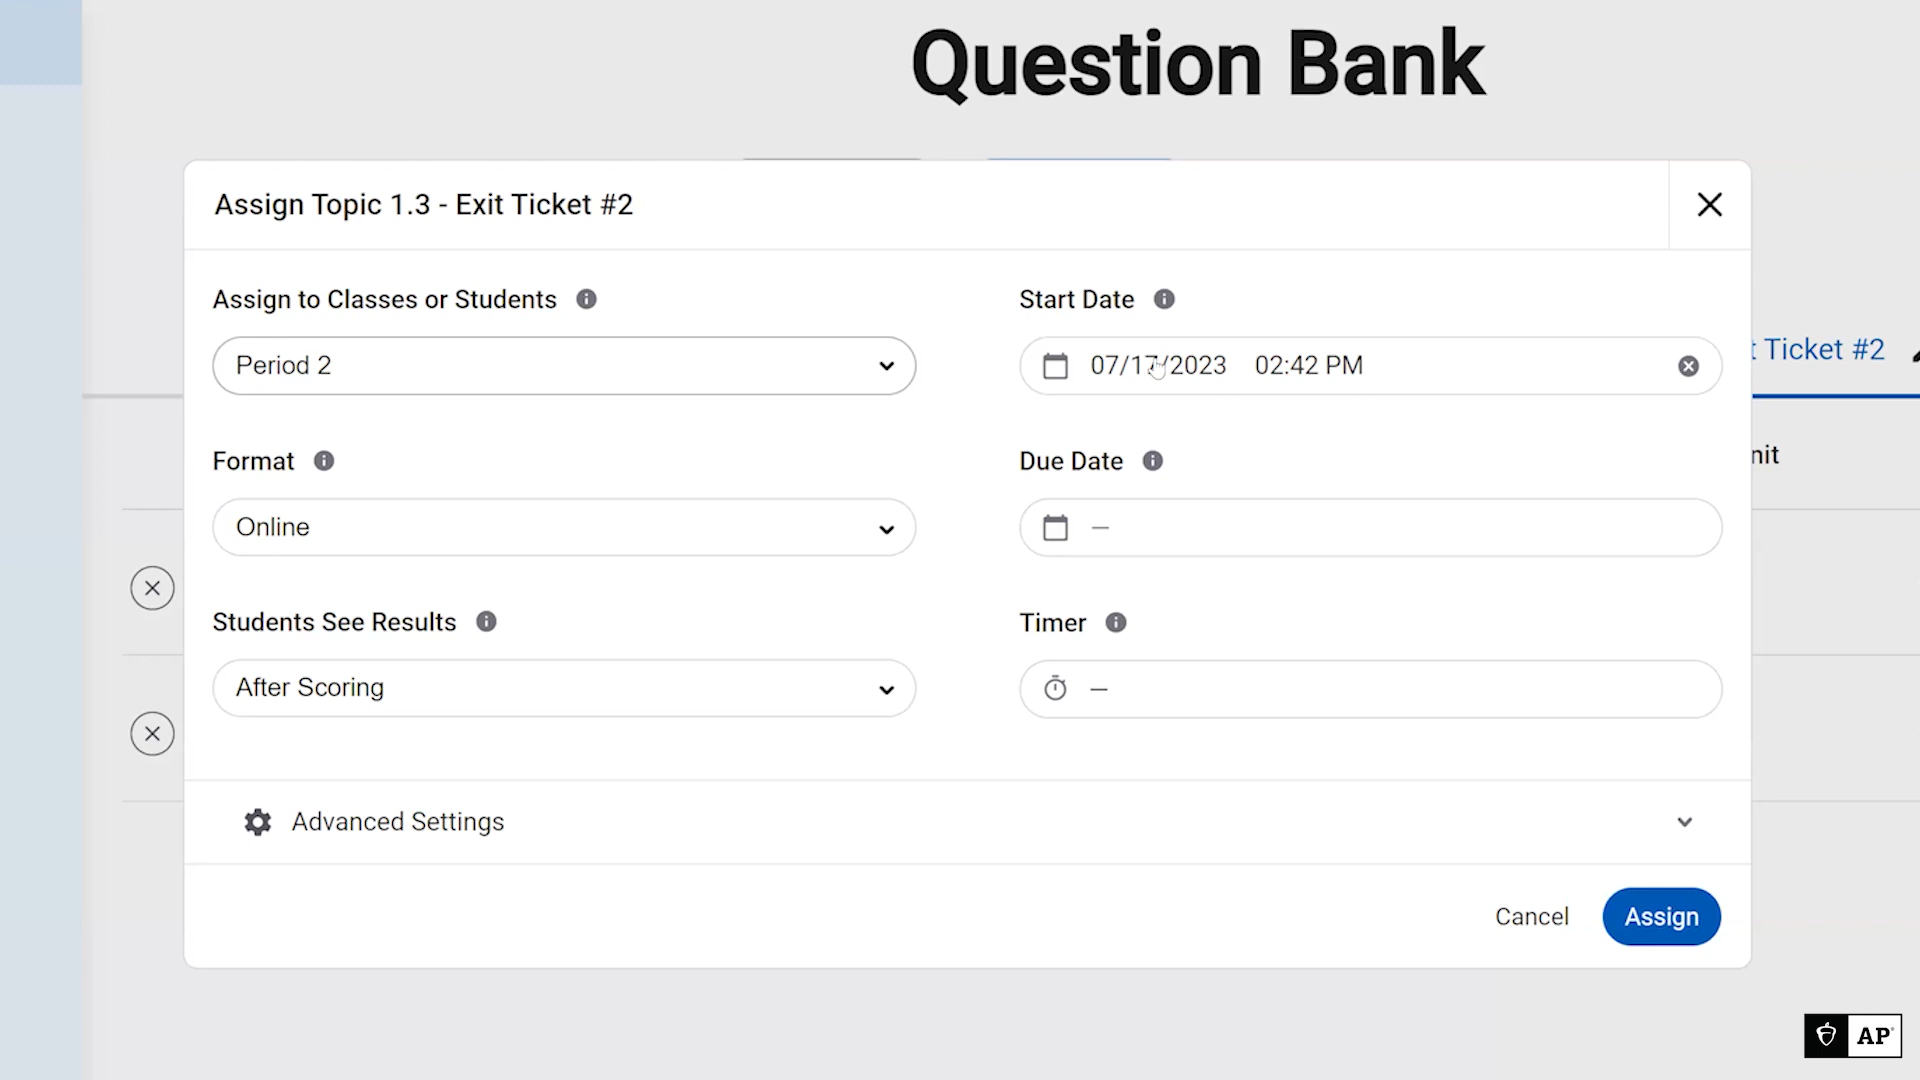 Question Bank
Assign Topic 1.3 - Exit Ticket #2
Assign to Classes or Students
Start Date
Period 2
07/17/2023 02:42 PM
t Ticket #2
Format
Due Date
nit
Online
–
Students See Results
Timer
After Scoring
–
Advanced Settings
Cancel
Assign
AP